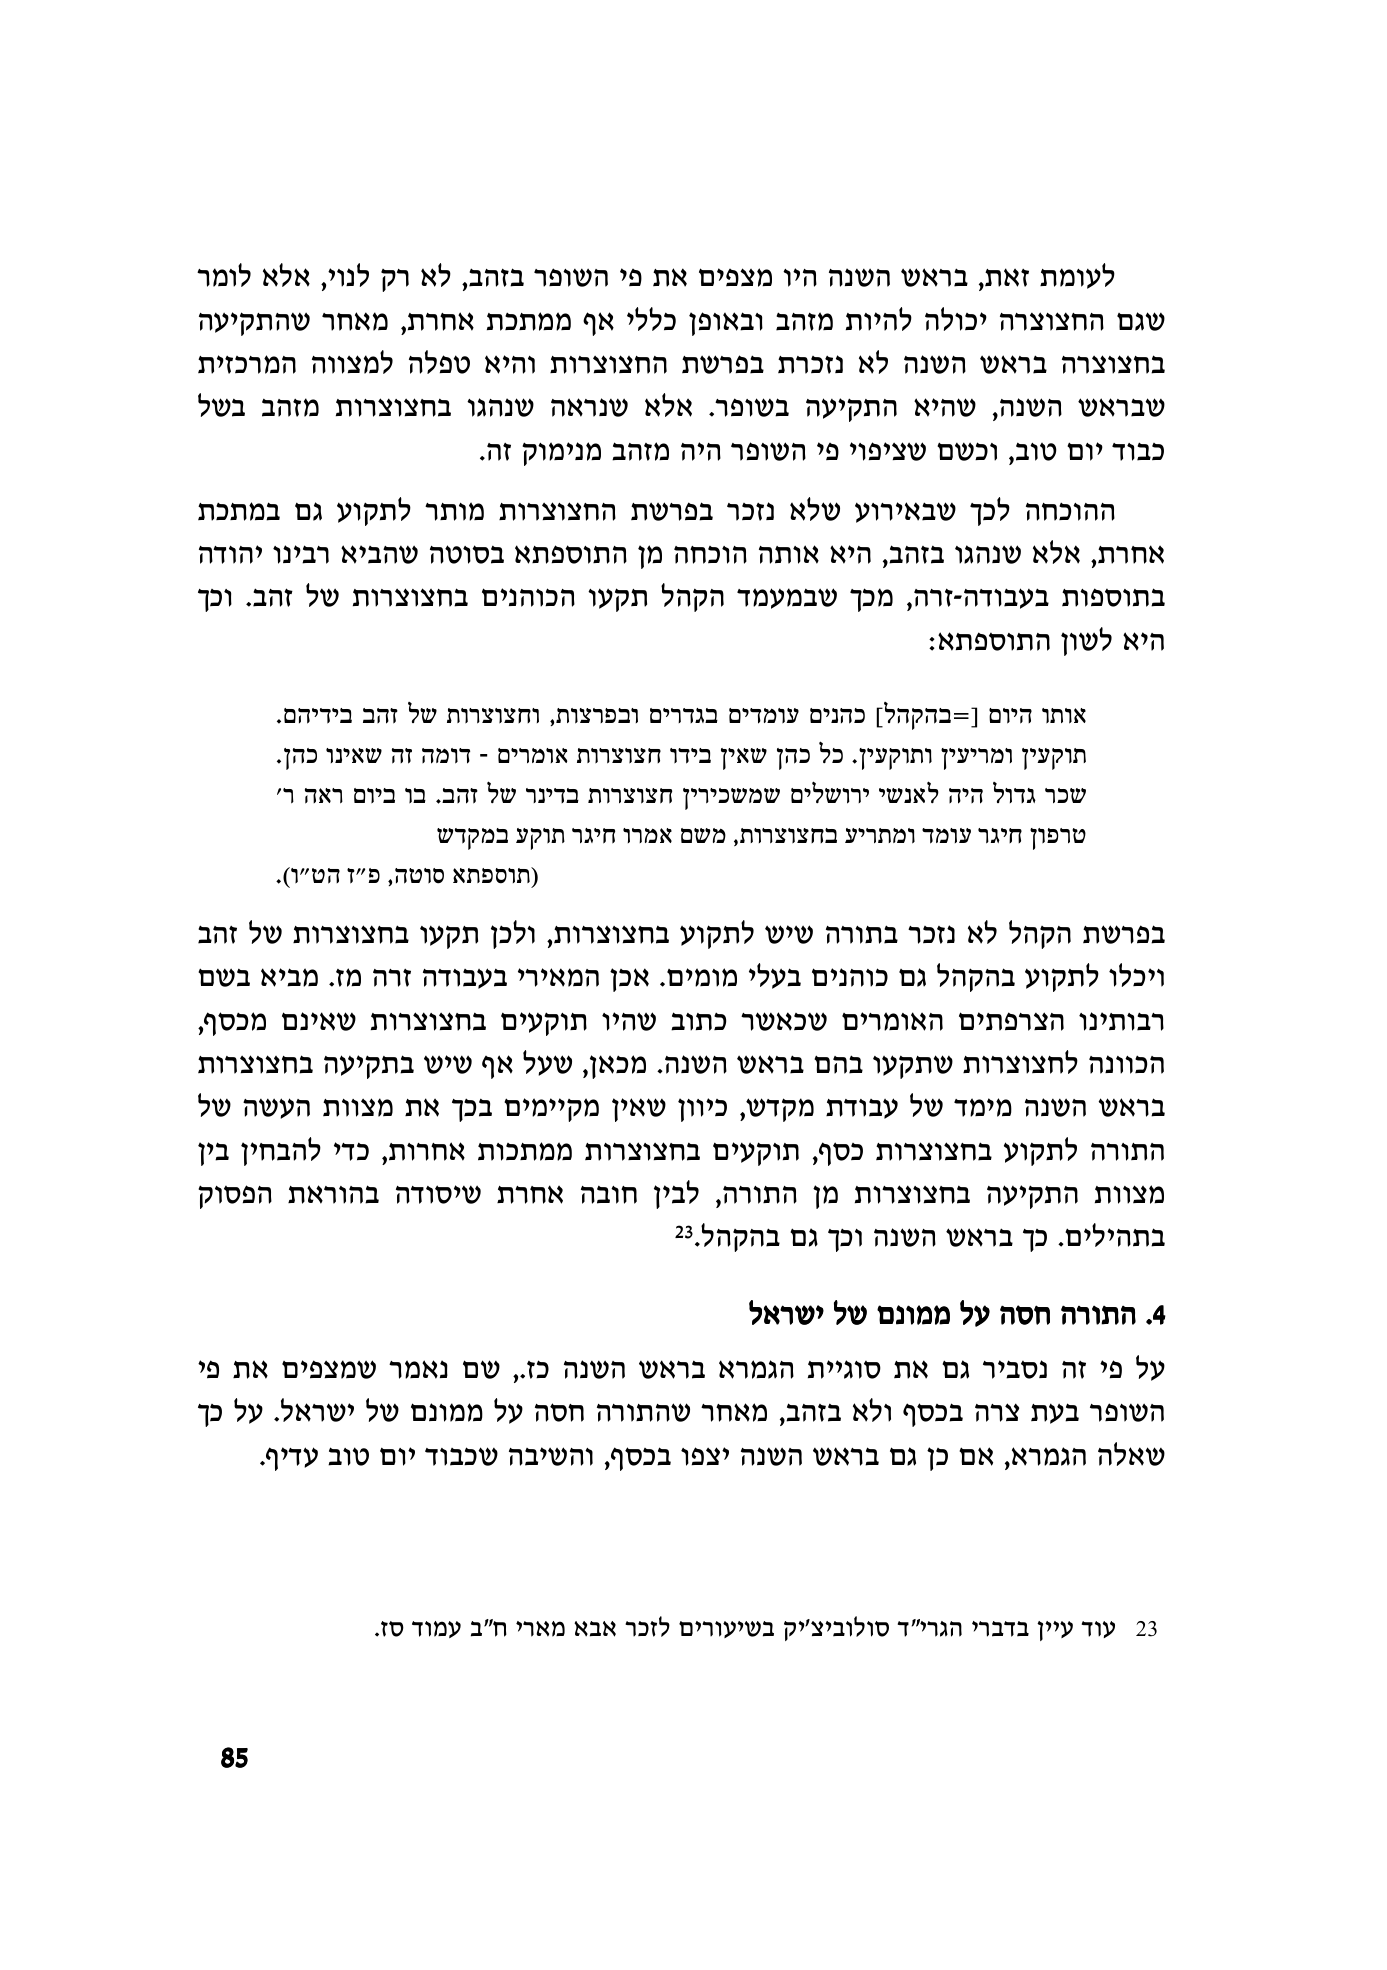 לעומת זאת, בראש השנה היו מצפים את פי השופר בזהב, לא רק לנוי, אלא לומר
שגם החצוצרה יכולה להיות מזהב ובאופן כללי אף ממתכת אחרת, מאחר שהתקיעה
בחצוצרה בראש השנה לא נזכרת בפרשת החצוצרות והיא טפלה למצווה המרכזית
שבראש השנה, שהיא התקיעה בשופר. אלא שנראה שנהגו בחצוצרות מזהב בשל
כבוד יום טוב, וכשם שציפוי פי השופר היה מזהב מנימוק זה.
ההוכחה לכך שבאירוע שלא נזכר בפרשת החצוצרות מותר לתקוע גם במתכת
אחרת, אלא שנהגו בזהב, היא אותה הוכחה מן התוספתא בסוטה שהביא רבינו יהודה
בתוספות בעבודה-זרה, מכך שבמעמד הקהל תקעו הכוהנים בחצוצרות של זהב. וכך
היא לשון התוספתא:
אותו היום [=בהקהל] כהנים עומדים בגדרים ובפרצות, וחצוצרות של זהב בידיהם.
תוקעין ומריעין ותוקעין. כל כהן שאין בידו חצוצרות אומרים - דומה זה שאינו כהן.
שכר גדול היה לאנשי ירושלים שמשכירין חצוצרות בדינר של זהב. בו ביום ראה ר׳
טרפון חיגר עומד ומתריע בחצוצרות, משם אמרו חיגר תוקע במקדש
(תוספתא סוטה, פ״ז הט״ו).
בפרשת הקהל לא נזכר בתורה שיש לתקוע בחצוצרות, ולכן תקעו בחצוצרות של זהב
ויכלו לתקוע בהקהל גם כוהנים בעלי מומים. אכן המאירי בעבודה זרה מז. מביא בשם
רבותינו הצרפתים האומרים שכאשר כתוב שהיו תוקעים בחצוצרות שאינם מכסף,
הכוונה לחצוצרות שתקעו בהם בראש השנה. מכאן, שעל אף שיש בתקיעה בחצוצרות
בראש השנה מימד של עבודת מקדש, כיוון שאין מקיימים בכך את מצוות העשה של
התורה לתקוע בחצוצרות כסף, תוקעים בחצוצרות ממתכות אחרות, כדי להבחין בין
מצוות התקיעה בחצוצרות מן התורה, לבין חובה אחרת שיסודה בהוראת הפסוק
בתהילים. כך בראש השנה וכך גם בהקהל.23
4. התורה חסה על ממונם של ישראל
על פי זה נסביר גם את סוגיית הגמרא בראש השנה כז., שם נאמר שמצפים את פי
השופר בעת צרה בכסף ולא בזהב, מאחר שהתורה חסה על ממונם של ישראל. על כך
שאלה הגמרא, אם כן גם בראש השנה יצפו בכסף, והשיבה שכבוד יום טוב עדיף.
23 עוד עיין בדברי הגרי״ד סולוביצ׳יק בשיעורים לזכר אבא מארי ח״ב עמוד סז.
85